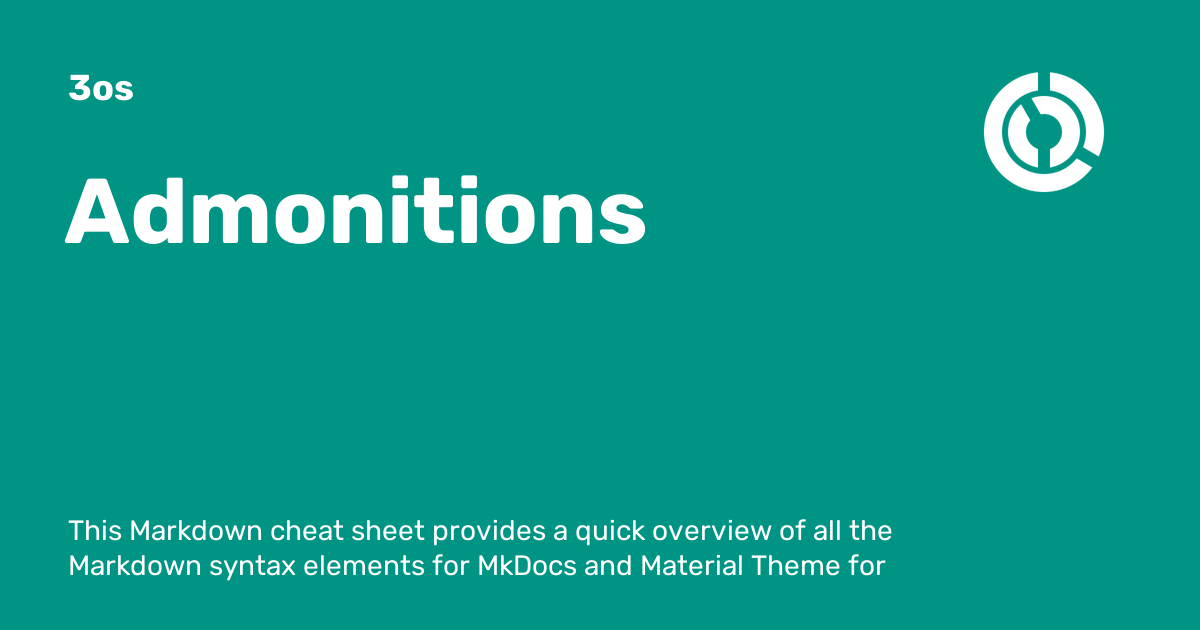 3os
Admonitions
This Markdown cheat sheet provides a quick overview of all the
Markdown syntax elements for MkDocs and Material Theme for